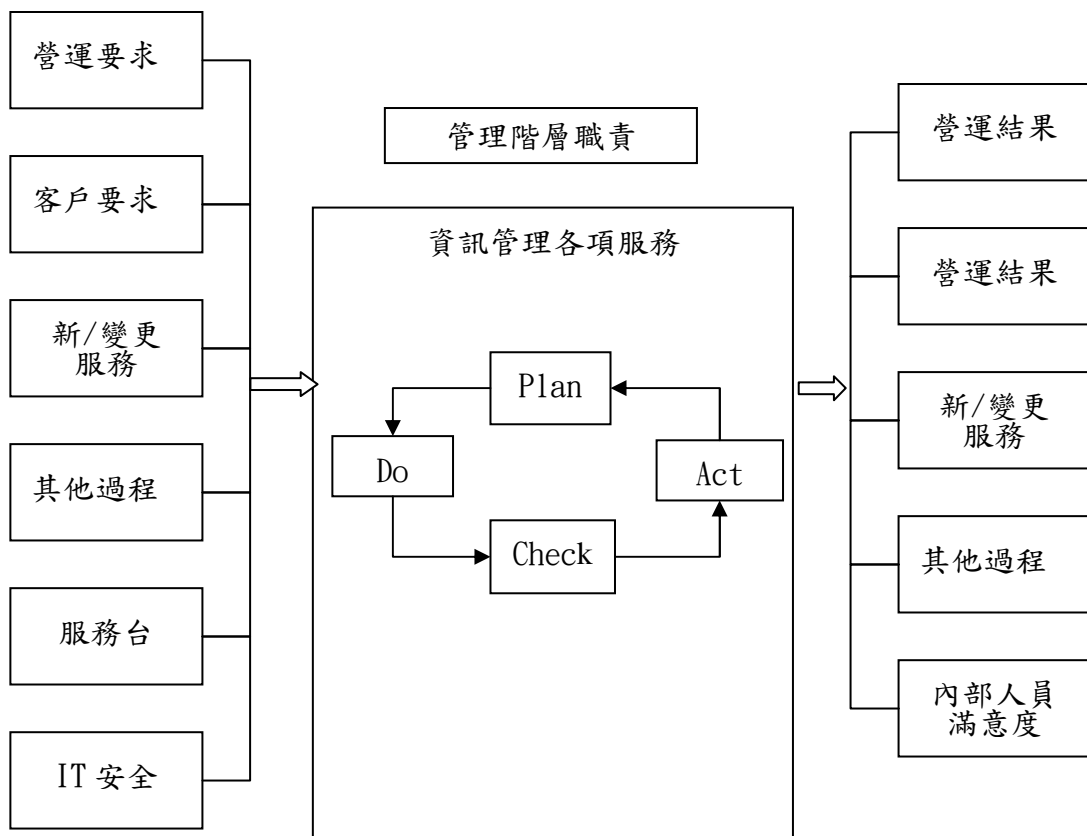 營運要求
客戶要求
新/變更
服務
其他過程
服務台
IT 安全
管理階層職責
資訊管理各項服務
Plan
Do
Act
Check
營運結果
營運結果
新/變更
服務
其他過程
內部人員
滿意度